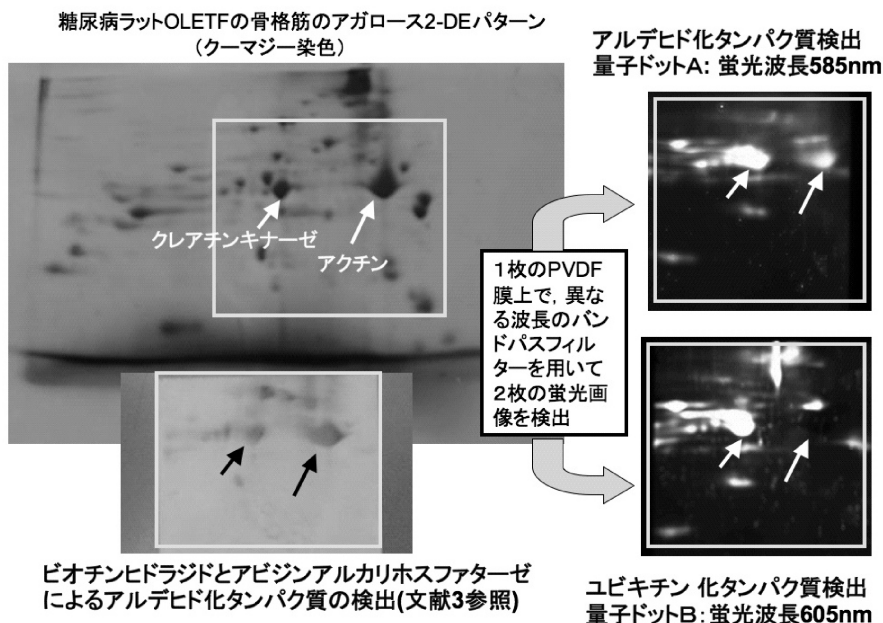 糖尿病ラットOLETFの骨格筋のアガロース2-DEパターン
（クーマジー染色）
クレアチンキナーゼ
アクチン
アルデヒド化タンパク質検出
量子ドットA: 蛍光波長585nm
１枚のPVDF
膜上で，異な
る波長のバン
ドパスフィル
ターを用いて
２枚の蛍光画
像を検出
ビオチンヒドラジドとアビジンアルカリホスファターゼ
によるアルデヒド化タンパク質の検出(文献3参照)
ユビキチン 化タンパク質検出
量子ドットB：蛍光波長605nm